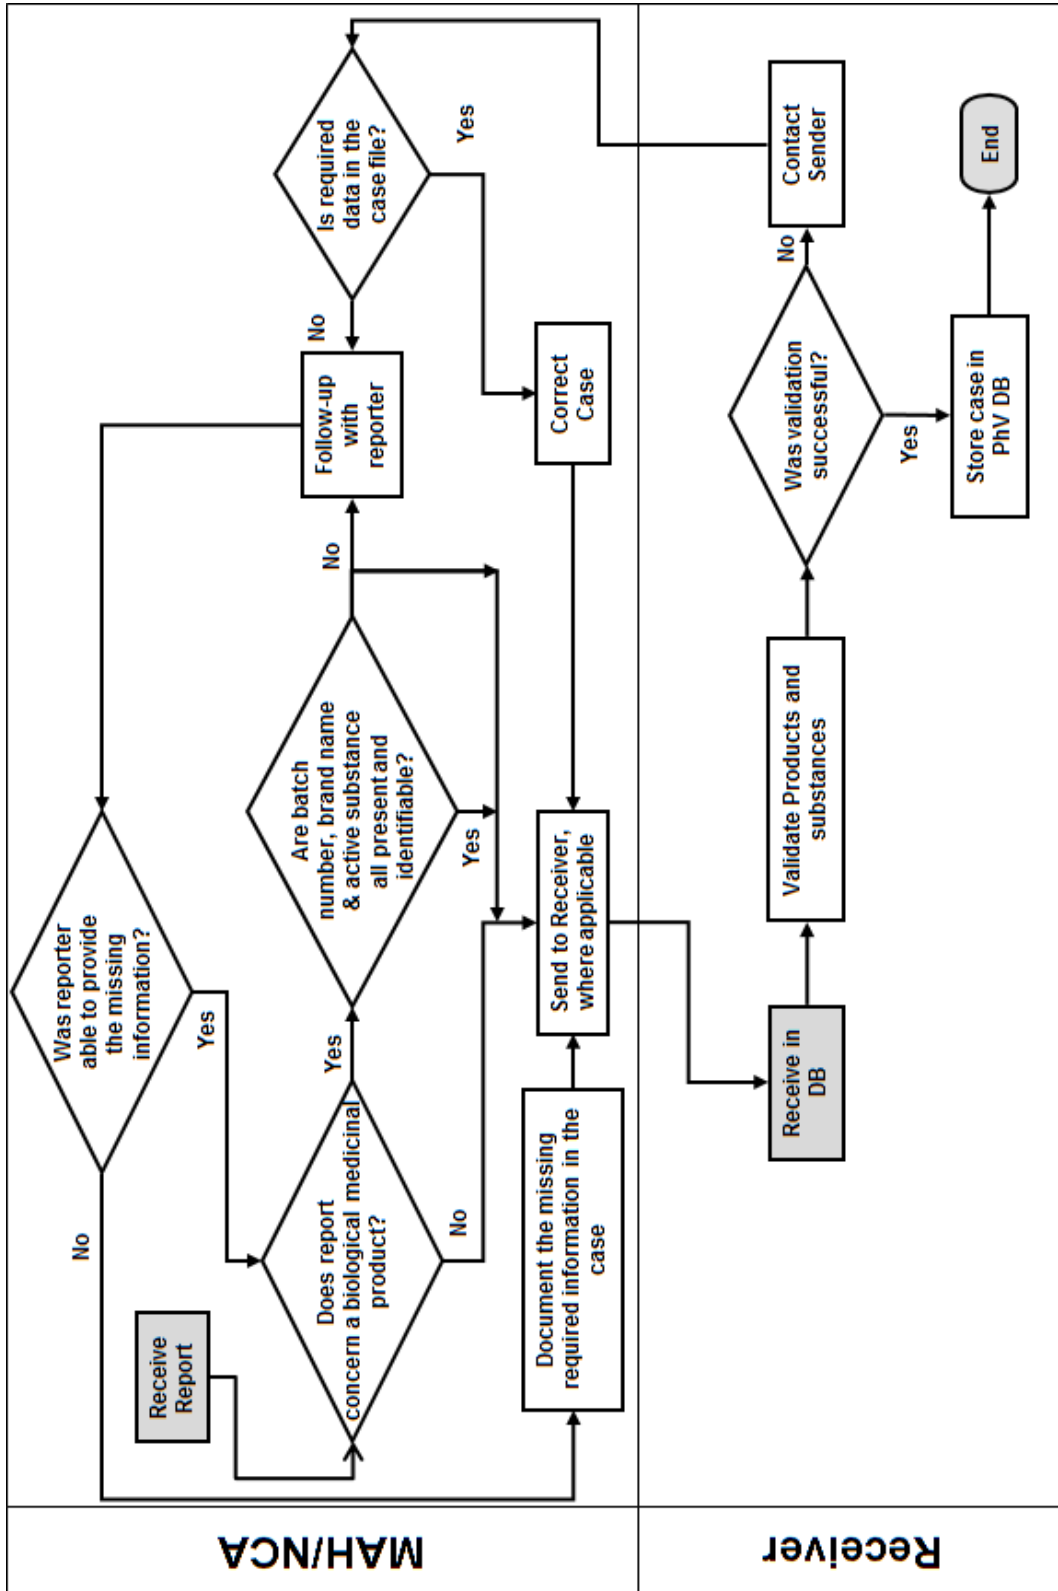 MAH/NCA
Receive
Report
Does report
concern a biological medicinal
product?
Yes
No
Are batch
number, brand name
& active substance
all present and
identifiable?
Yes
No
Was reporter
able to provide
the missing
information?
Yes
No
Follow-up
with
reporter
Is required
data in the
case file?
No
Yes
Correct
Case
Document the missing
required information in the
case
Send to Receiver,
where applicable
Receiver
Receive in
DB
Validate Products and
substances
Was validation
successful?
No
Yes
Contact
Sender
Store case in
PhV DB
End